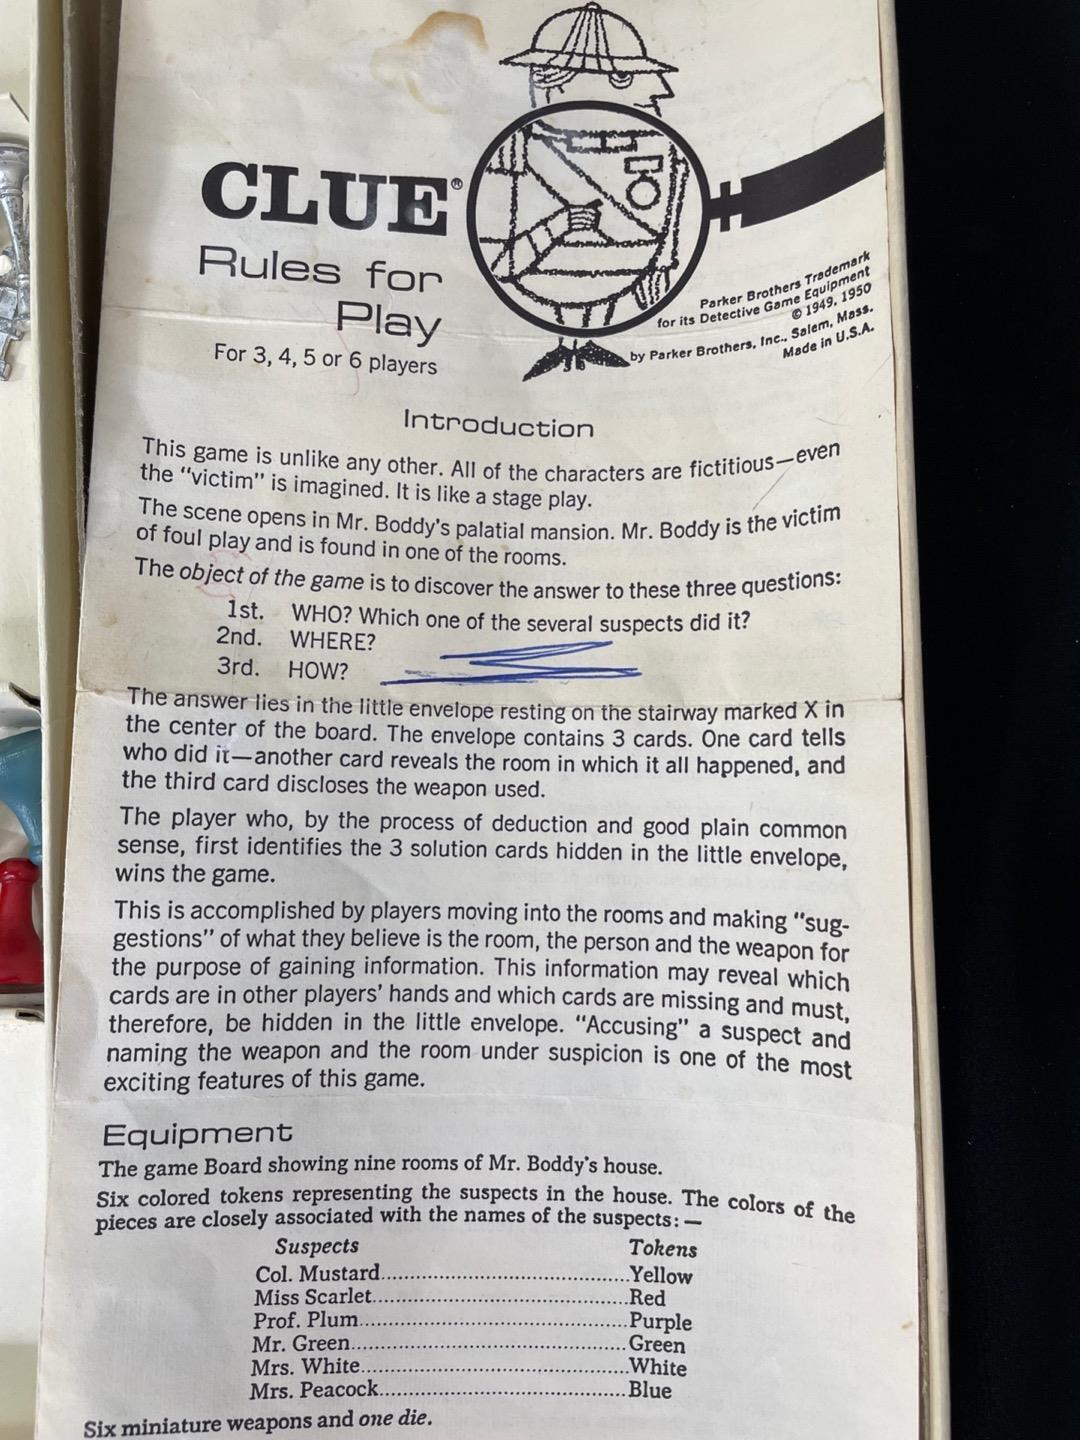 CLUE®
Rules for
Play
For 3, 4, 5 or 6 players
Parker Brothers Trademark
for its Detective Game Equipment
© 1949, 1950
by Parker Brothers, Inc., Salem, Mass.
Made in U.S.A.
Introduction
This game is unlike any other. All of the characters are fictitious—even
the "victim" is imagined. It is like a stage play.
The scene opens in Mr. Boddy's palatial mansion. Mr. Boddy is the victim
of foul play and is found in one of the rooms.
The object of the game is to discover the answer to these three questions:
1st. WHO? Which one of the several suspects did it?
2nd. WHERE?
3rd. HOW?
The answer lies in the little envelope resting on the stairway marked X in
the center of the board. The envelope contains 3 cards. One card tells
who did it—another card reveals the room in which it all happened, and
the third card discloses the weapon used.
The player who, by the process of deduction and good plain common
sense, first identifies the 3 solution cards hidden in the little envelope,
wins the game.
This is accomplished by players moving into the rooms and making "sug-
gestions" of what they believe is the room, the person and the weapon for
the purpose of gaining information. This information may reveal which
cards are in other players' hands and which cards are missing and must,
therefore, be hidden in the little envelope. "Accusing" a suspect and
naming the weapon and the room under suspicion is one of the most
exciting features of this game.
Equipment
The game Board showing nine rooms of Mr. Boddy's house.
Six colored tokens representing the suspects in the house. The colors of the
pieces are closely associated with the names of the suspects:—
Suspects Tokens
Col. Mustard..........................................Yellow
Miss Scarlet..........................................Red
Prof. Plum..........................................Purple
Mr. Green..........................................Green
Mrs. White..........................................White
Mrs. Peacock..........................................Blue
Six miniature weapons and one die.